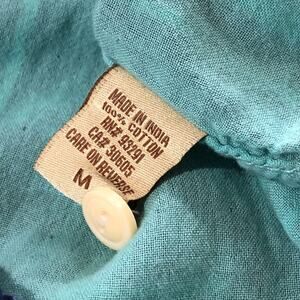 MADE IN INDIA
100% COTTON
RN# 93291
CA# 30605
CARE ON REVERSE
M